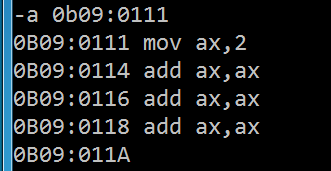 -a 0b09:0111
0B09:0111 mov ax,2
0B09:0114 add ax,ax
0B09:0116 add ax,ax
0B09:0118 add ax,ax
0B09:011A